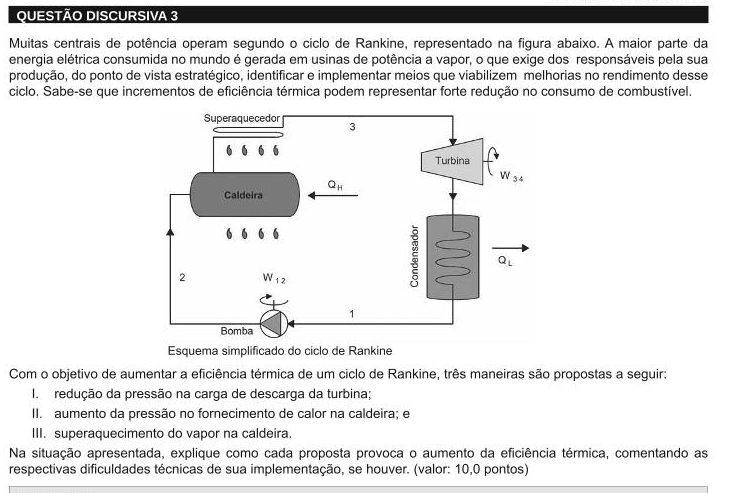 QUESTÃO DISCURSIVA 3
Muitas centrais de potência operam segundo o ciclo de Rankine, representado na figura abaixo. A maior parte da
energia elétrica consumida no mundo é gerada em usinas de potência a vapor, o que exige dos responsáveis pela sua
produção, do ponto de vista estratégico, identificar e implementar meios que viabilizem melhorias no rendimento desse
ciclo. Sabe-se que incrementos de eficiência térmica podem representar forte redução no consumo de combustível.
Superaquecedor
3
Turbina
W 34
Caldeira
QH
Condensador
QL
2
W 12
1
Bomba
Esquema simplificado do ciclo de Rankine
Com o objetivo de aumentar a eficiência térmica de um ciclo de Rankine, três maneiras são propostas a seguir:
I. redução da pressão na carga de descarga da turbina;
II. aumento da pressão no fornecimento de calor na caldeira; e
III. superaquecimento do vapor na caldeira.
Na situação apresentada, explique como cada proposta provoca o aumento da eficiência térmica, comentando as
respectivas dificuldades técnicas de sua implementação, se houver. (valor: 10,0 pontos)